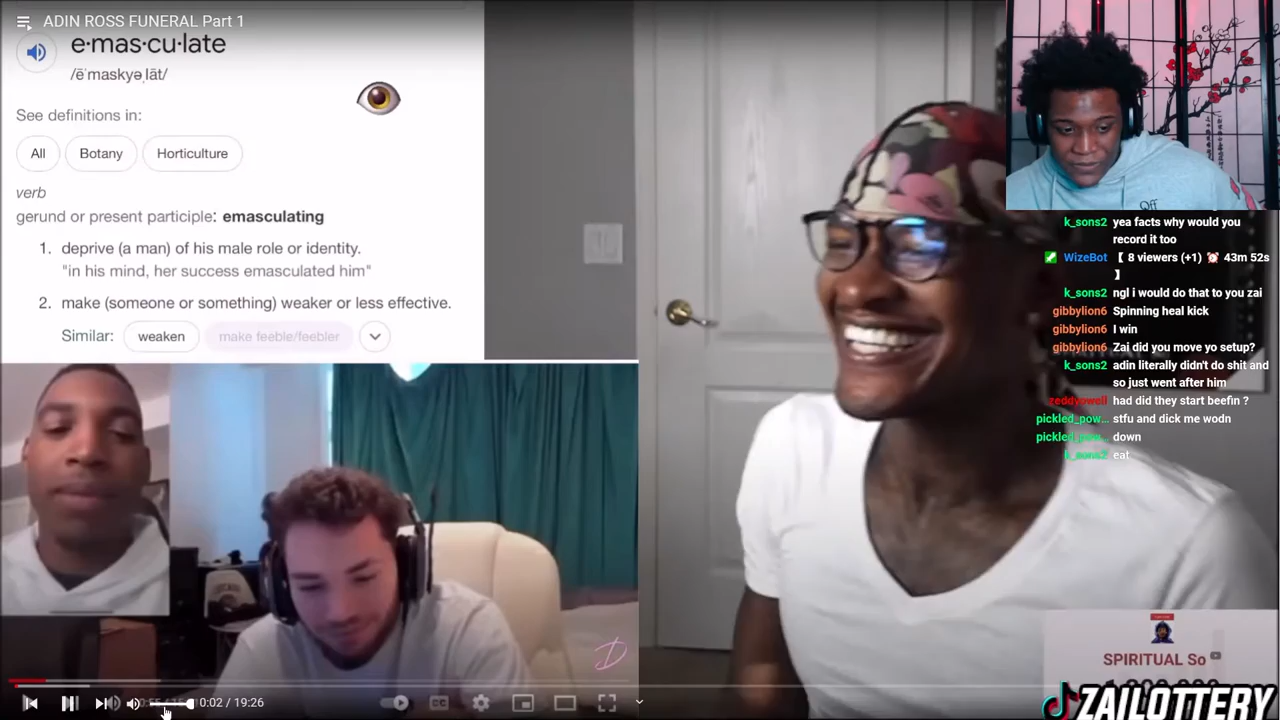 ADIN ROSS FUNERAL Part 1
e·mas·cu·late
/ēˈmaskyəˌlāt/
See definitions in:
All
Botany
Horticulture
verb
gerund or present participle: emasculating
1. deprive (a man) of his male role or identity.
"in his mind, her success emasculated him"
2. make (someone or something) weaker or less effective.
Similar:
weaken
make feeble/feebler
k_sons2 yea facts why would you
record it too
WizeBot 【 8 viewers (+1) ⏰ 43m 52s
】
k_sons2 ngl i would do that to you zai
gibbylion6 Spinning heal kick
gibbylion6 I win
gibbylion6 Zai did you move yo setup?
k_sons2 adin literally didn't do shit and
so just went after him
zeddypwell had did they start beefin ?
pickled_pow... stfu and dick me wodn
pickled_pow... down
k_sons2 eat
SPIRITUAL So
0:02 / 19:26
CC
ZAILOTTERY